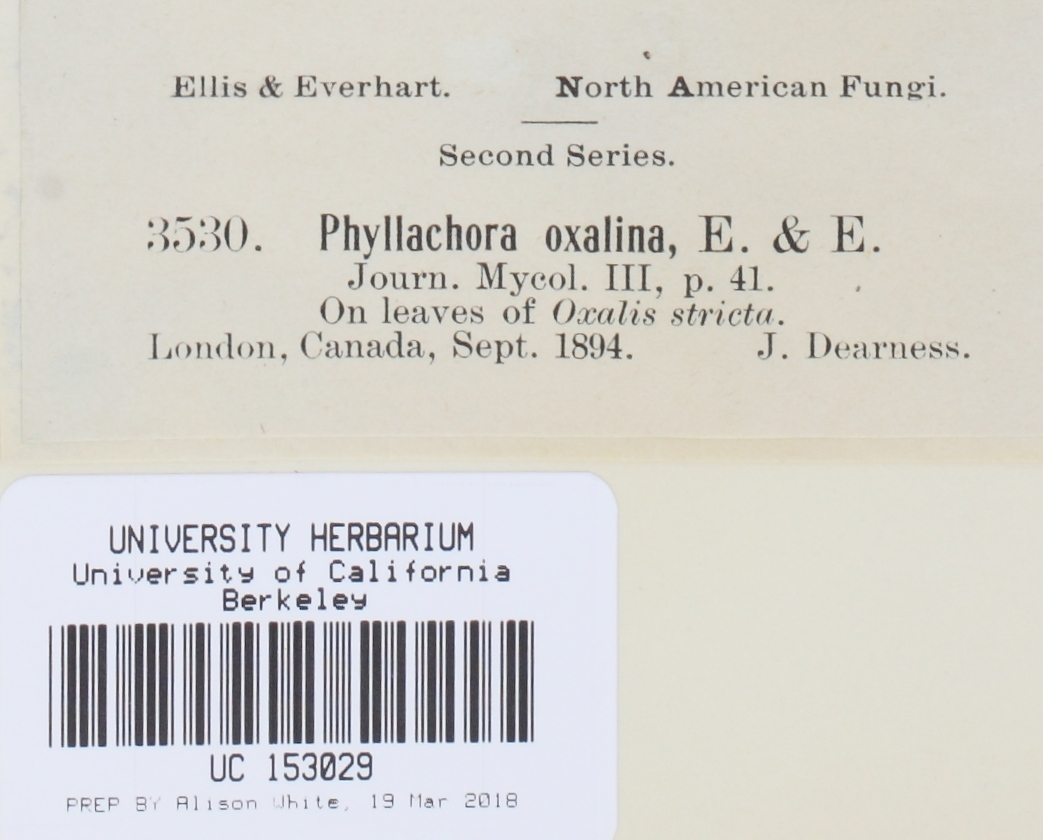 Ellis & Everhart. North American Fungi.
Second Series.
3530. Phyllachora oxalina, E. & E.
Journ. Mycol. III, p. 41.
On leaves of Oxalis stricta.
London, Canada, Sept. 1894. J. Dearness.
UNIVERSITY HERBARIUM
University of California
Berkeley
UC 153029
PREP BY Alison White, 19 Mar 2018